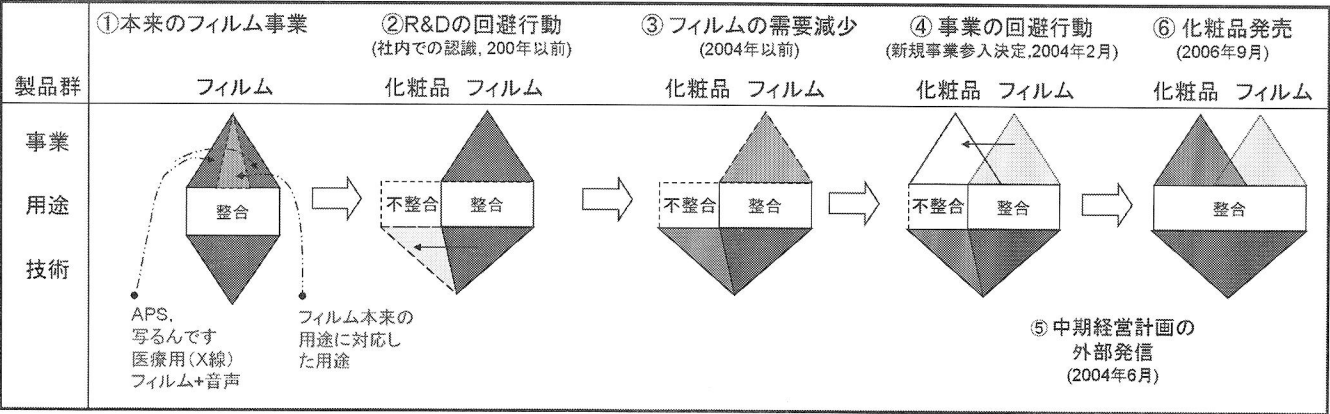 ①本来のフィルム事業
②R&Dの回避行動
(社内での認識, 200年以前)
③ フィルムの需要減少
(2004年以前)
④ 事業の回避行動
(新規事業参入決定,2004年2月)
⑥ 化粧品発売
(2006年9月)
製品群
フィルム
化粧品 フィルム
化粧品 フィルム
化粧品 フィルム
化粧品 フィルム
事業
用途
整合
不整合 整合
不整合 整合
不整合 整合
整合
技術
APS,
写るんです
医療用(X線)
フィルム+音声
フィルム本来の
用途に対応し
た用途
⑤ 中期経営計画の
外部発信
(2004年6月)